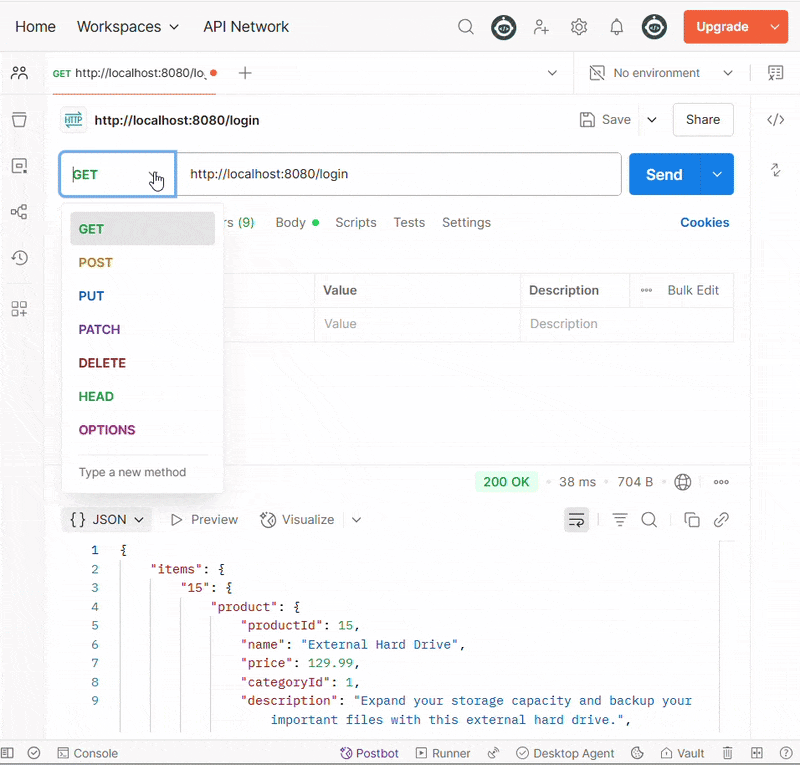 Home Workspaces API Network Upgrade
GET http://localhost:8080/lo No environment
HTTP http://localhost:8080/login Save Share
GET http://localhost:8080/login Send
rs (9) Body Scripts Tests Settings Cookies
GET
POST
PUT
PATCH
DELETE
HEAD
OPTIONS
Type a new method
Value Description Bulk Edit
Value Description
200 OK 38 ms 704 B
{} JSON Preview Visualize
1 {
2 "items": {
3 "15": {
4 "product": {
5 "productId": 15,
6 "name": "External Hard Drive",
7 "price": 129.99,
8 "categoryId": 1,
9 "description": "Expand your storage capacity and backup your
important files with this external hard drive.",
Console Postbot Runner Desktop Agent Vault